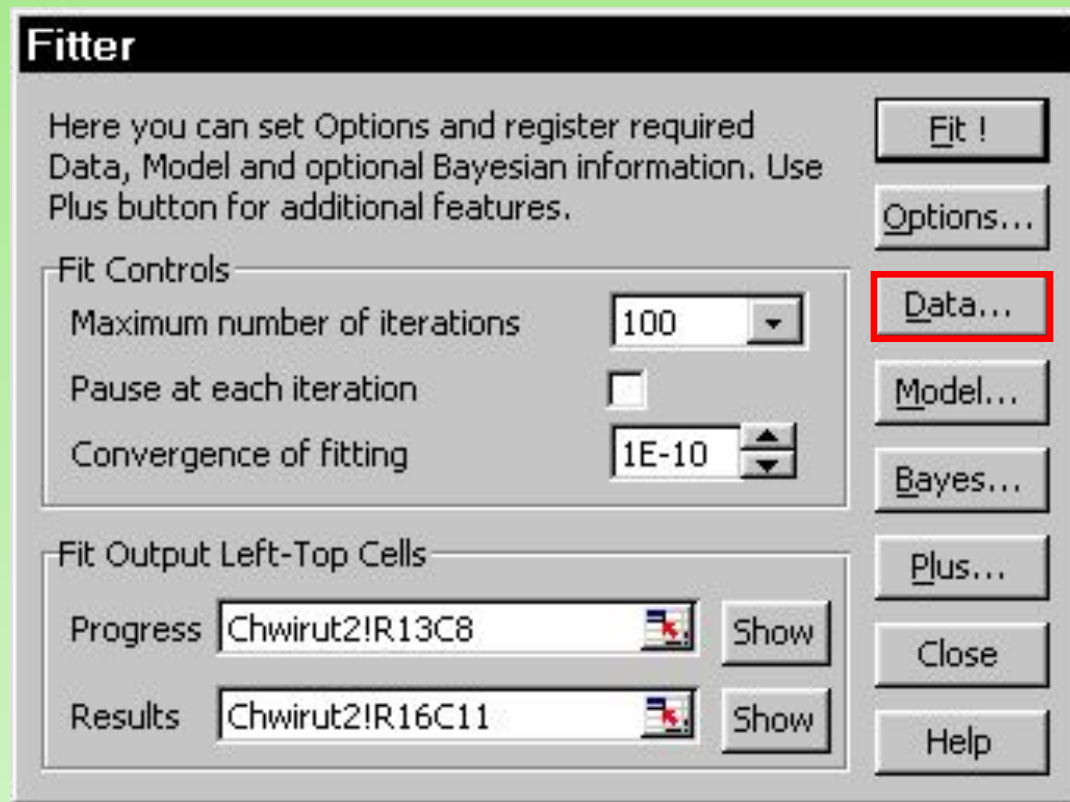 Fitter
Here you can set Options and register required
Data, Model and optional Bayesian information. Use
Plus button for additional features.
Fit Controls
Maximum number of iterations 100
Pause at each iteration
Convergence of fitting 1E-10
Fit Output Left-Top Cells
Progress Chwirut2!R13C8 Show
Results Chwirut2!R16C11 Show
Fit !
Options...
Data...
Model...
Bayes...
Plus...
Close
Help